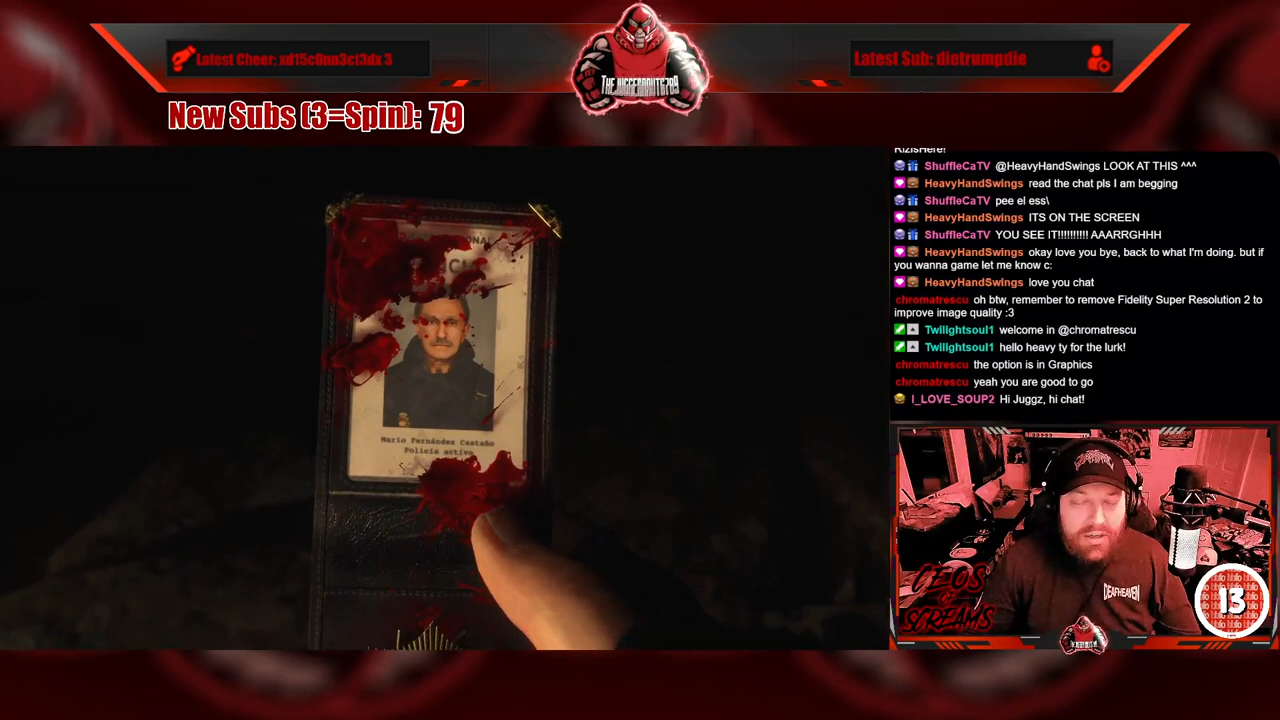 Latest Cheer: xd15c0nn3ct3dx 3
THEJUGGERNAUT6789
Latest Sub: dietrumpdie
New Subs (3=Spin): 79
RizIsHere!
ShuffleCaTV @HeavyHandSwings LOOK AT THIS ^^^
HeavyHandSwings read the chat pls I am begging
ShuffleCaTV pee el ess\
HeavyHandSwings ITS ON THE SCREEN
ShuffleCaTV YOU SEE IT!!!!!!!!!! AAARRGHHH
HeavyHandSwings okay love you bye, back to what I'm doing. but if
you wanna game let me know c:
HeavyHandSwings love you chat
chromatrescu oh btw, remember to remove Fidelity Super Resolution 2 to
improve image quality :3
Twilightsoul1 welcome in @chromatrescu
Twilightsoul1 hello heavy ty for the lurk!
chromatrescu the option is in Graphics
chromatrescu yeah you are good to go
I_LOVE_SOUP2 Hi Juggz, hi chat!
Mario Fernández Castaño
Policía activo
CEOS
OF
SCREAMS
DEAFHEAVEN
13